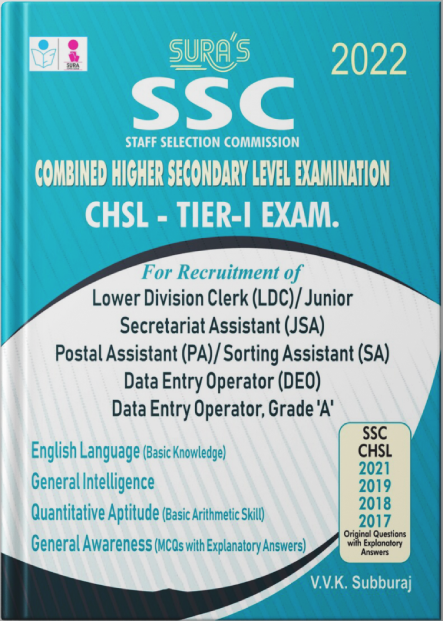 SURA'S
2022
SURA
SSC
STAFF SELECTION COMMISSION
COMBINED HIGHER SECONDARY LEVEL EXAMINATION
CHSL - TIER-I EXAM.
For Recruitment of
Lower Division Clerk (LDC)/ Junior
Secretariat Assistant (JSA)
Postal Assistant (PA)/ Sorting Assistant (SA)
Data Entry Operator (DEO)
Data Entry Operator, Grade 'A'
English Language (Basic Knowledge)
General Intelligence
Quantitative Aptitude (Basic Arithmetic Skill)
General Awareness (MCQs with Explanatory Answers)
SSC
CHSL
2021
2019
2018
2017
Original Questions
with Explanatory
Answers
V.V.K. Subburaj